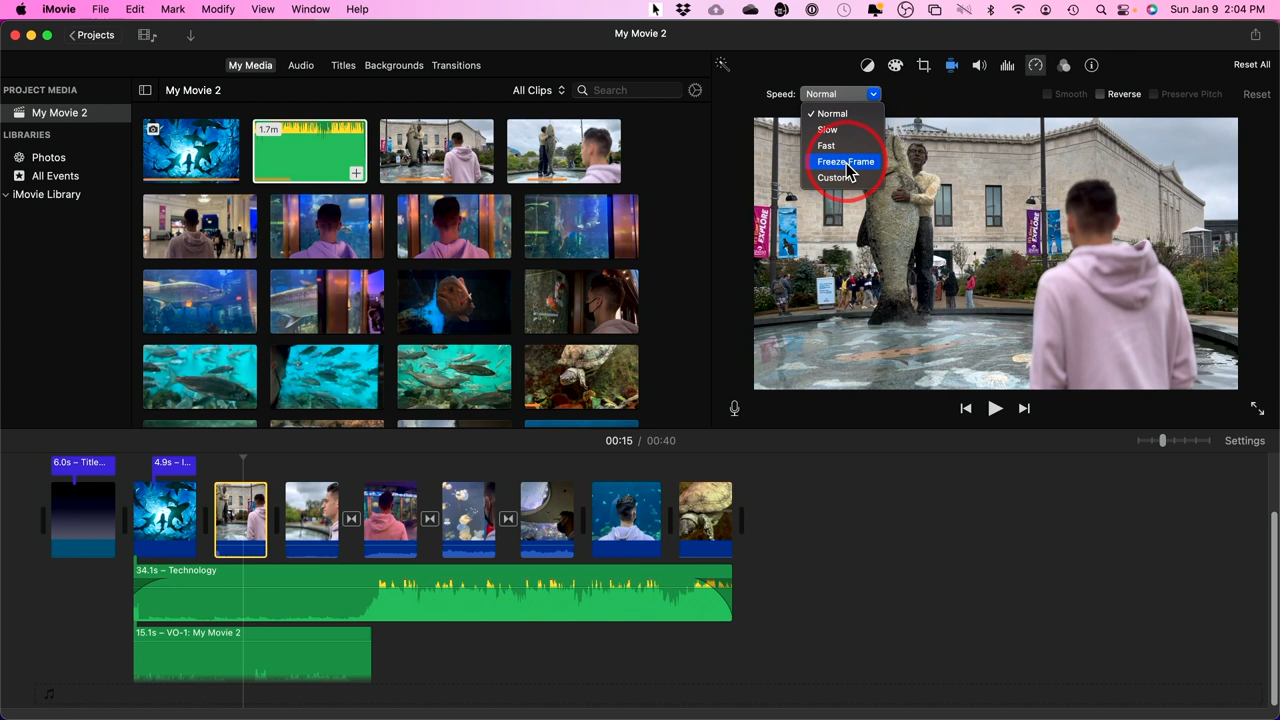 iMovie File Edit Mark Modify View Window Help Sun Jan 9 2:04 PM
Projects My Movie 2
My Media Audio Titles Backgrounds Transitions Reset All
PROJECT MEDIA
My Movie 2
LIBRARIES
Photos
All Events
iMovie Library
My Movie 2 All Clips Search
1.7m
Speed: Normal Smooth Reverse Preserve Pitch Reset
Normal
Slow
Fast
Freeze Frame
Custom
EXPLORE
00:15 / 00:40 Settings
6.0s – Title... 4.9s – I...
34.1s – Technology
15.1s – VO-1: My Movie 2